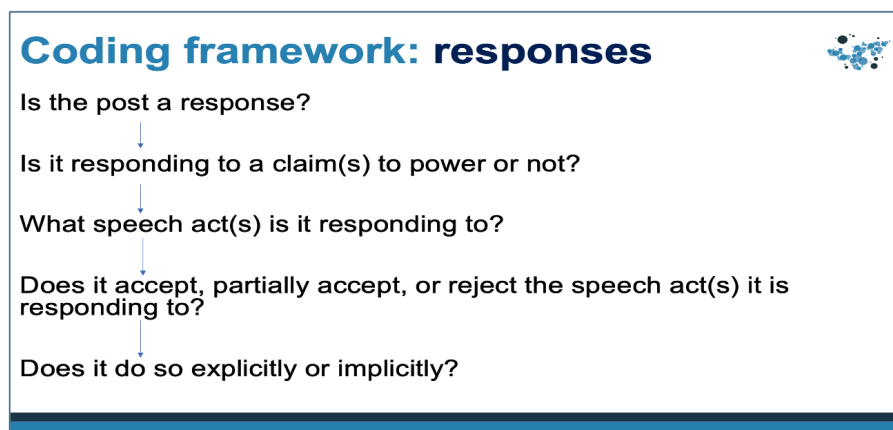 Coding framework: responses
Is the post a response?
Is it responding to a claim(s) to power or not?
What speech act(s) is it responding to?
Does it accept, partially accept, or reject the speech act(s) it is
responding to?
Does it do so explicitly or implicitly?